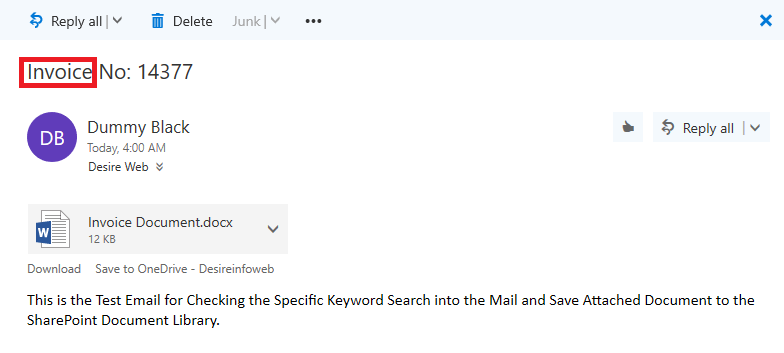 Reply all
Delete
Junk
Invoice No: 14377
DB
Dummy Black
Today, 4:00 AM
Desire Web
Reply all
W
Invoice Document.docx
12 KB
Download Save to OneDrive - Desireinfoweb
This is the Test Email for Checking the Specific Keyword Search into the Mail and Save Attached Document to the
SharePoint Document Library.